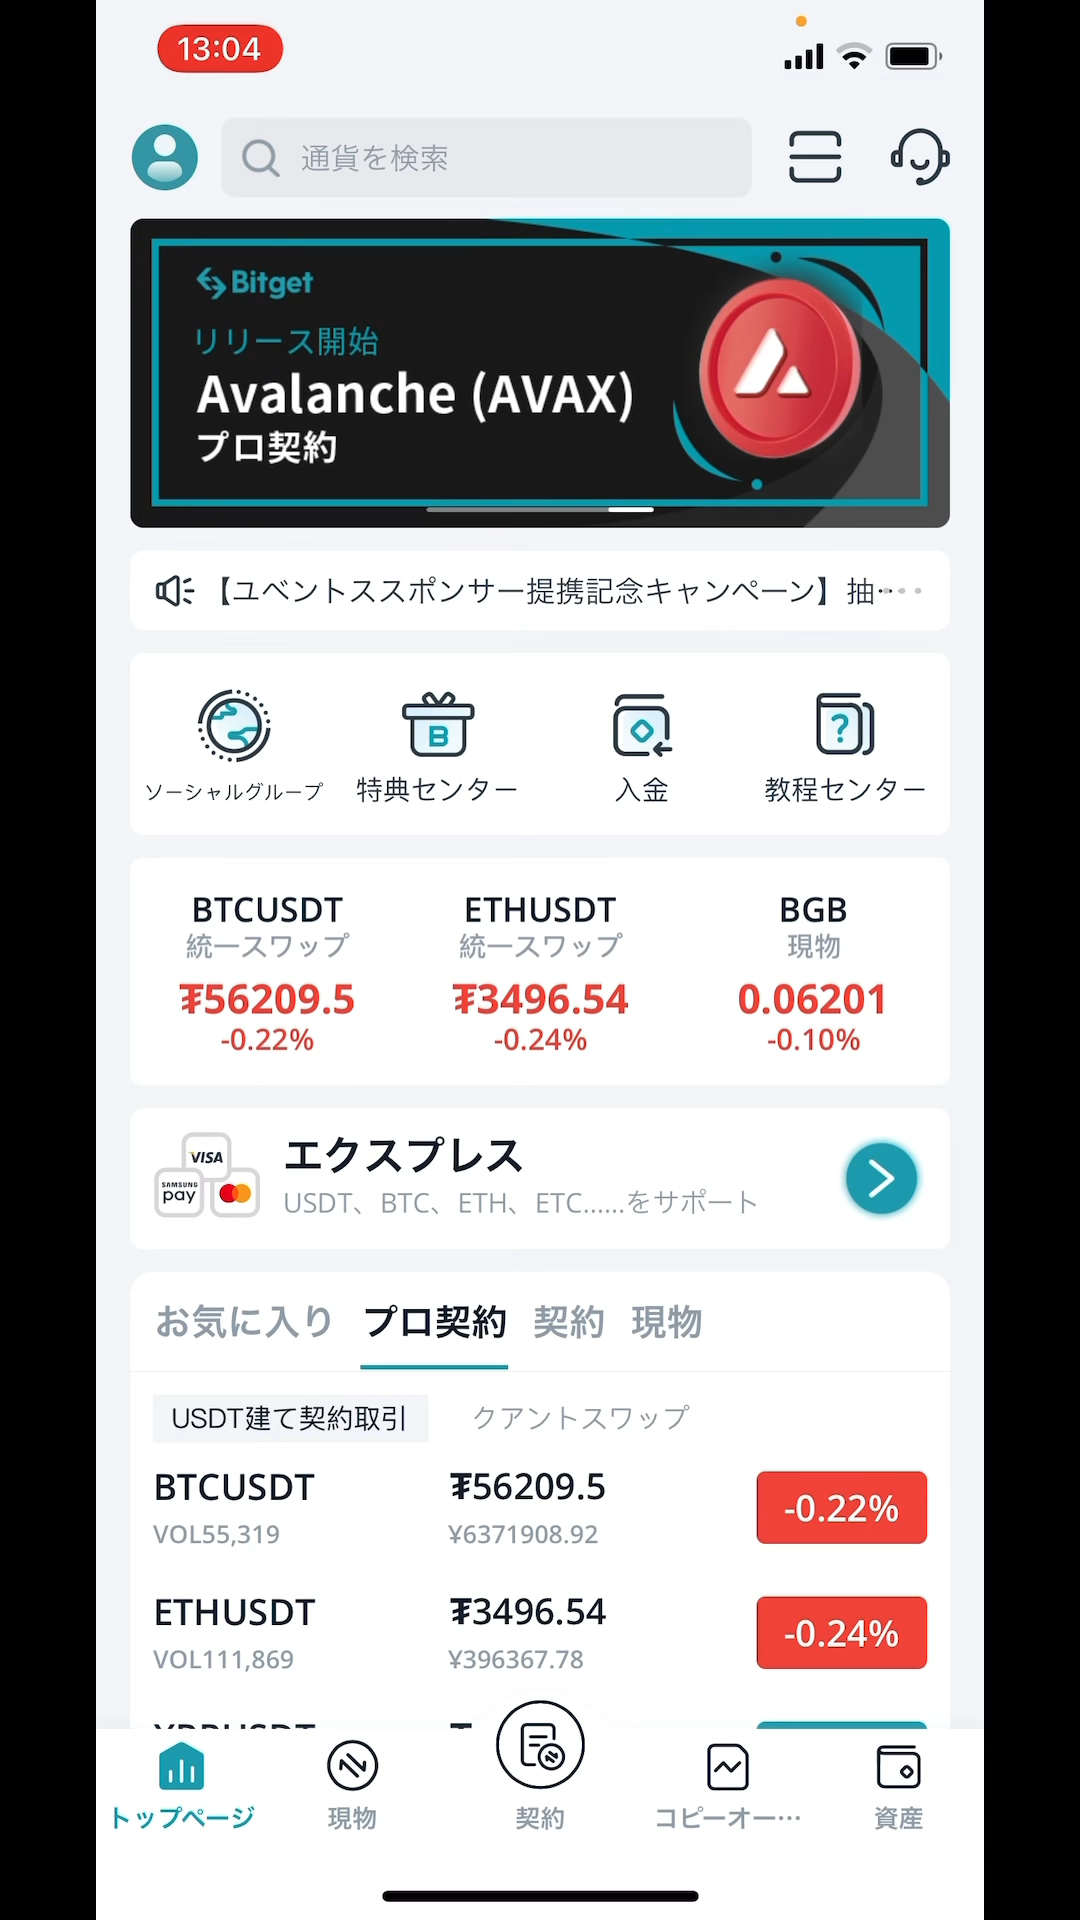 13:04
通貨を検索
Bitget
リリース開始
Avalanche (AVAX)
プロ契約
【ユベントススポンサー提携記念キャンペーン】抽…
ソーシャルグループ 特典センター 入金 教程センター
BTCUSDT ETHUSDT BGB
統一スワップ 統一スワップ 現物
₮56209.5 ₮3496.54 0.06201
-0.22% -0.24% -0.10%
VISA
SAMSUNG
pay
エクスプレス
USDT、BTC、ETH、ETC......をサポート
お気に入り プロ契約 契約 現物
USDT建て契約取引 クアントスワップ
BTCUSDT ₮56209.5 -0.22%
VOL55,319 ¥6371908.92
ETHUSDT ₮3496.54 -0.24%
VOL111,869 ¥396367.78
トップページ 現物 契約 コピーオー… 資産